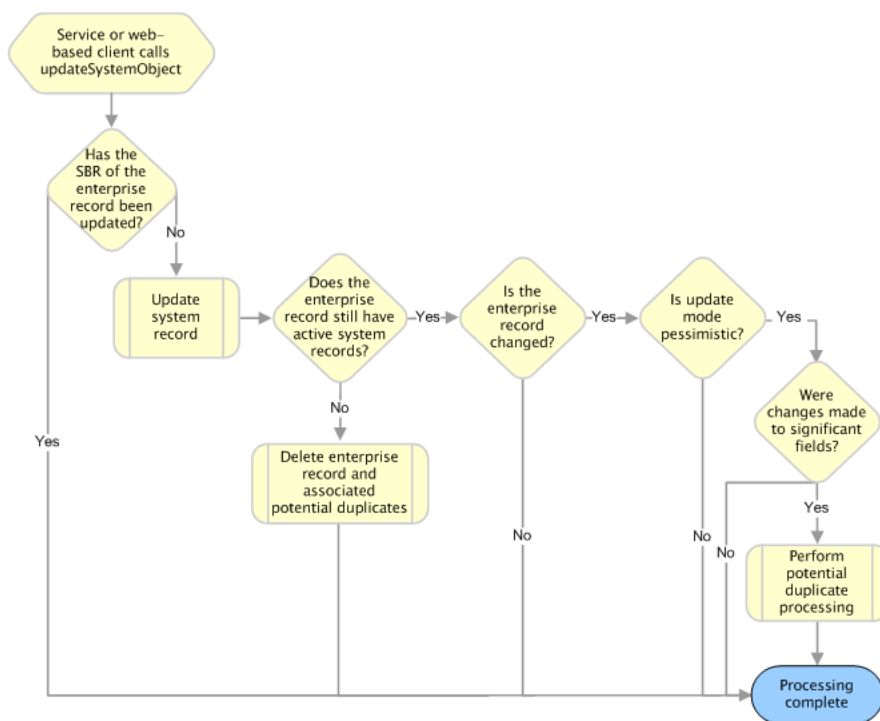 Service or web-
based client calls
updateSystemObject
Has the
SBR of the
enterprise
record been
updated?
No
Update
system
record
Does the
enterprise
record still have
active system
records?
Yes
Is the
enterprise
record
changed?
Yes
Is update
mode
pessimistic?
Yes
Were
changes made
to significant
fields?
No
Yes
Delete enterprise
record and
associated
potential duplicates
Yes
No
No
No
Perform
potential
duplicate
processing
Processing
complete